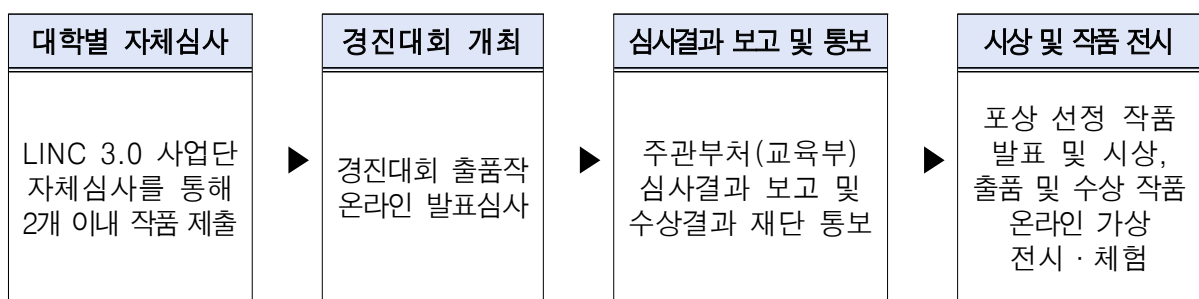 대학별 자체심사
LINC 3.0 사업단
자체심사를 통해
2개 이내 작품 제출
▶
경진대회 개최
경진대회 출품작
온라인 발표심사
▶
심사결과 보고 및 통보
주관부처(교육부)
심사결과 보고 및
수상결과 재단 통보
▶
시상 및 작품 전시
포상 선정 작품
발표 및 시상,
출품 및 수상 작품
온라인 가상
전시 · 체험